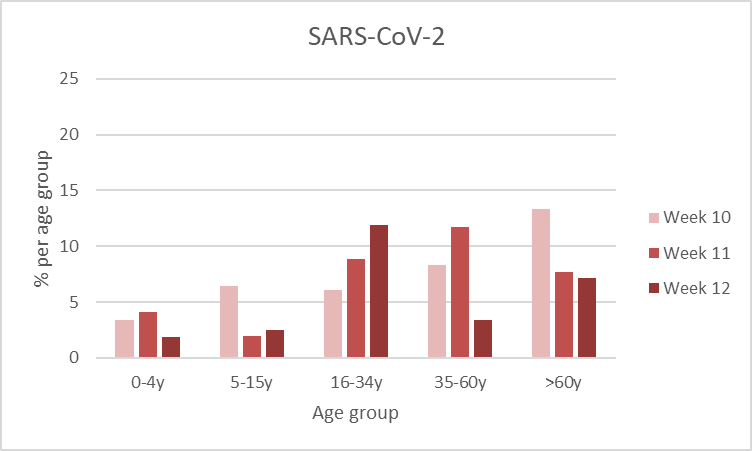 SARS-CoV-2
25
20
15
10
5
0
% per age group
0-4y 5-15y 16-34y 35-60y >60y
Age group
Week 10
Week 11
Week 12